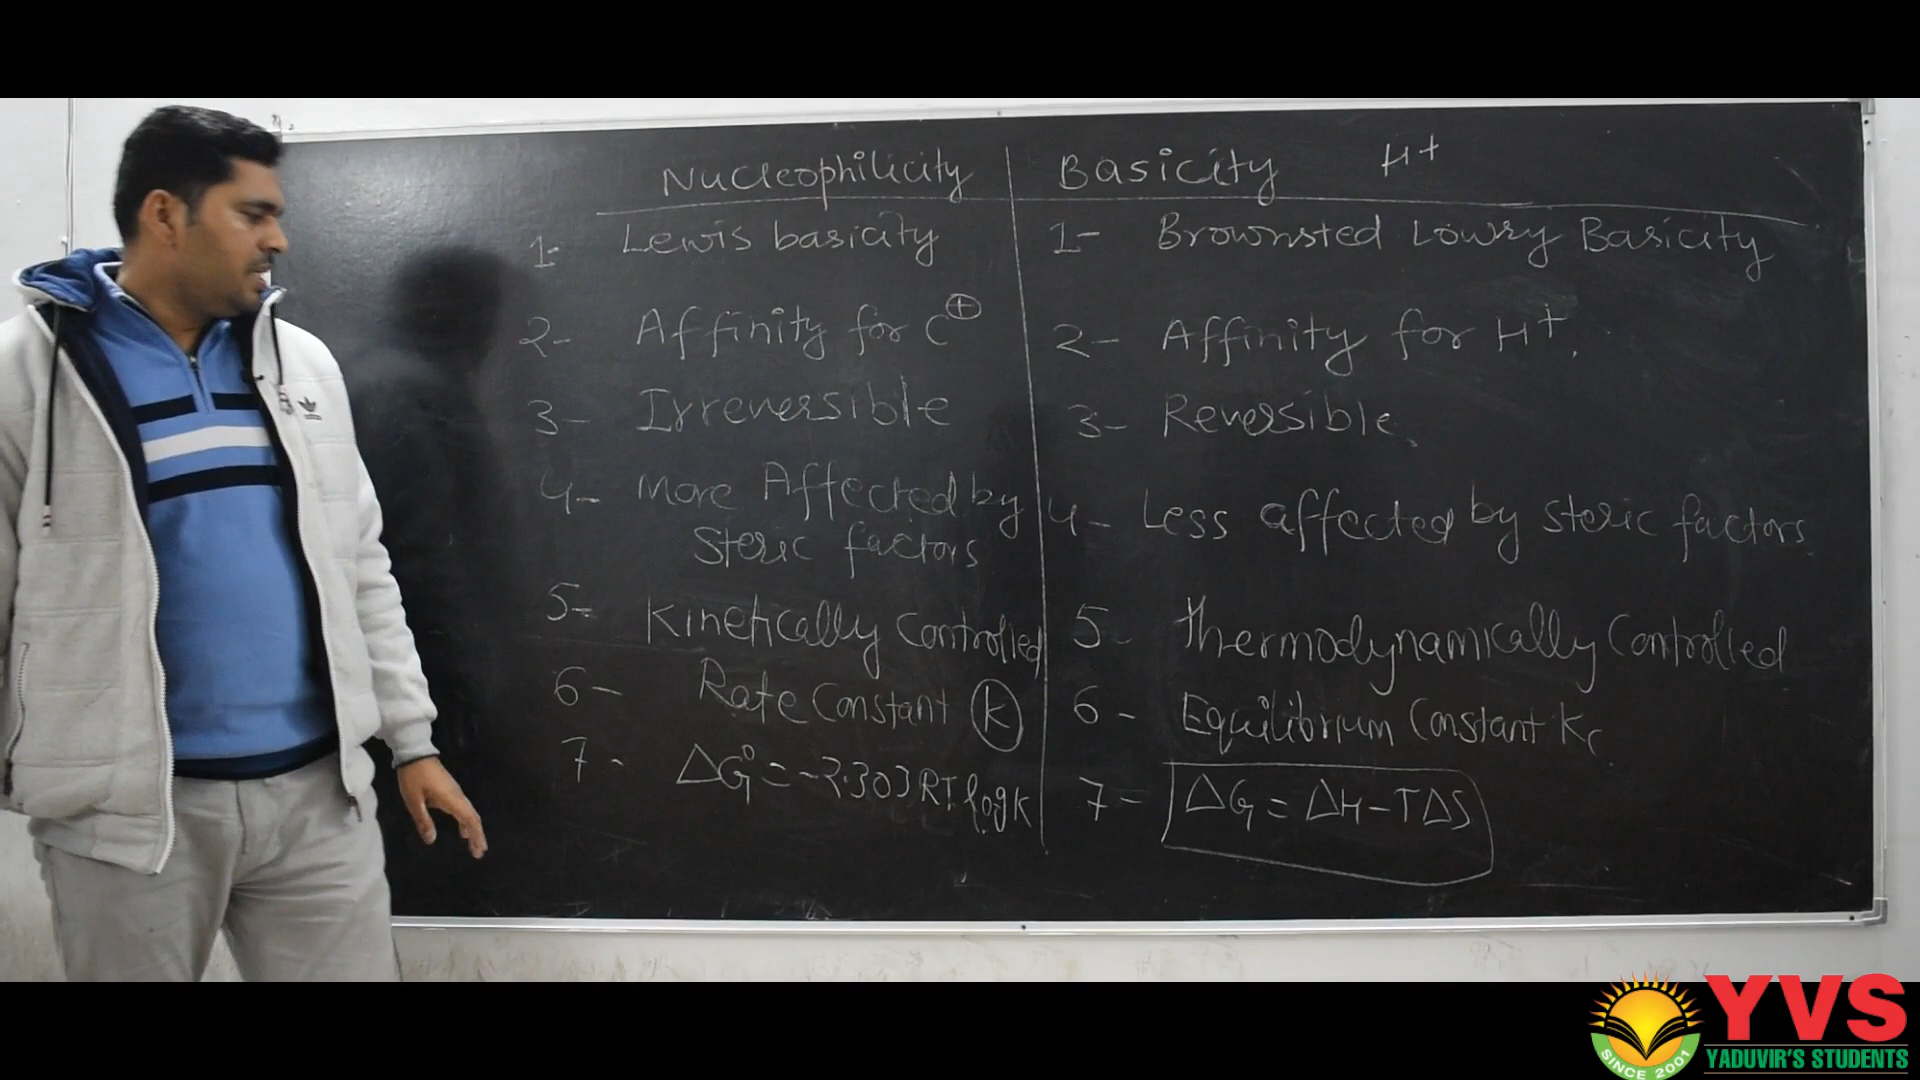 Nucleophilicity
1- Lewis basicity
2- Affinity for C⊕
3- Irreversible
4- More Affected by
Steric factors
5- Kinetically Controlled
6- Rate Constant K
7- ΔG° = -2.303 RT log K
Basicity H+
1- Brownsted Lowry Basicity
2- Affinity for H+.
3- Reversible.
4- Less affected by steric factors
5- Thermodynamically Controlled
6- Equilibrium Constant Kc
7- ΔG = ΔH - TΔS
YVS
YADUVIR'S STUDENTS
SINCE 2001